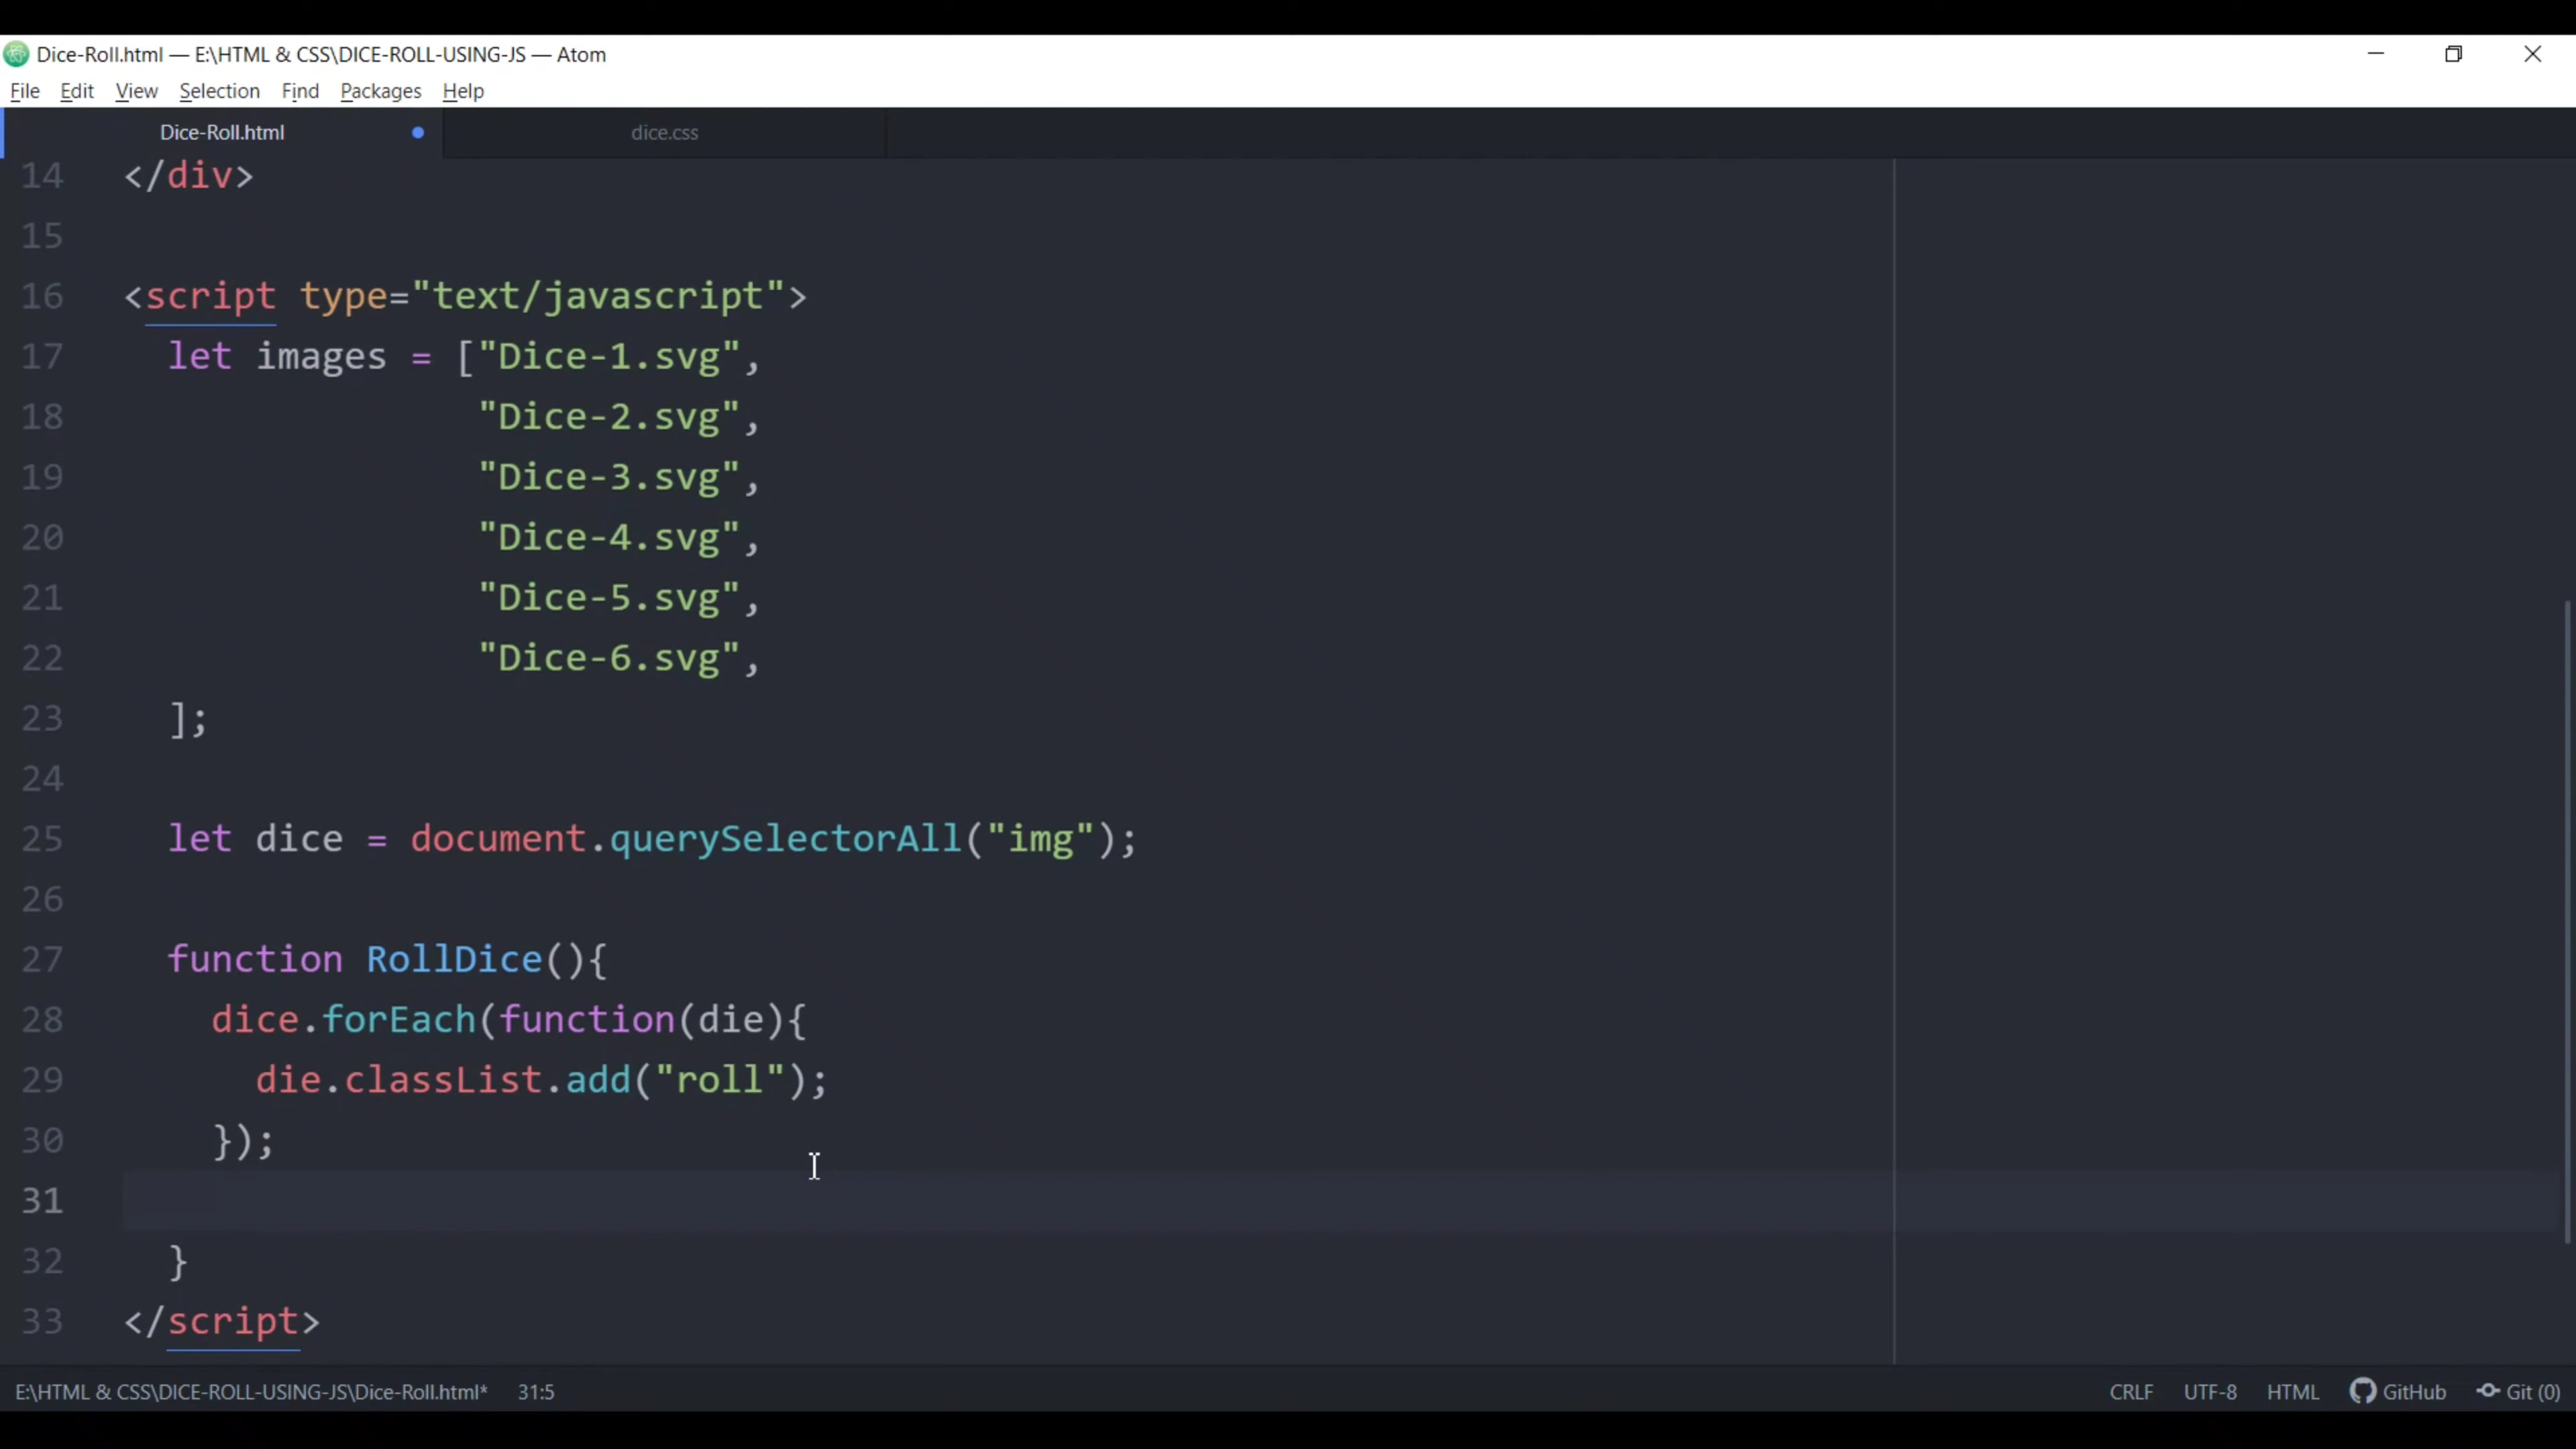 Dice-Roll.html — E:\HTML & CSS\DICE-ROLL-USING-JS — Atom
File Edit View Selection Find Packages Help
Dice-Roll.html dice.css
14 </div>
15
16 <script type="text/javascript">
17 let images = ["Dice-1.svg",
18 "Dice-2.svg",
19 "Dice-3.svg",
20 "Dice-4.svg",
21 "Dice-5.svg",
22 "Dice-6.svg",
23 ];
24
25 let dice = document.querySelectorAll("img");
26
27 function RollDice(){
28 dice.forEach(function(die){
29 die.classList.add("roll");
30 });
31
32 }
33 </script>
E:\HTML & CSS\DICE-ROLL-USING-JS\Dice-Roll.html* 31:5 CRLF UTF-8 HTML GitHub Git (0)